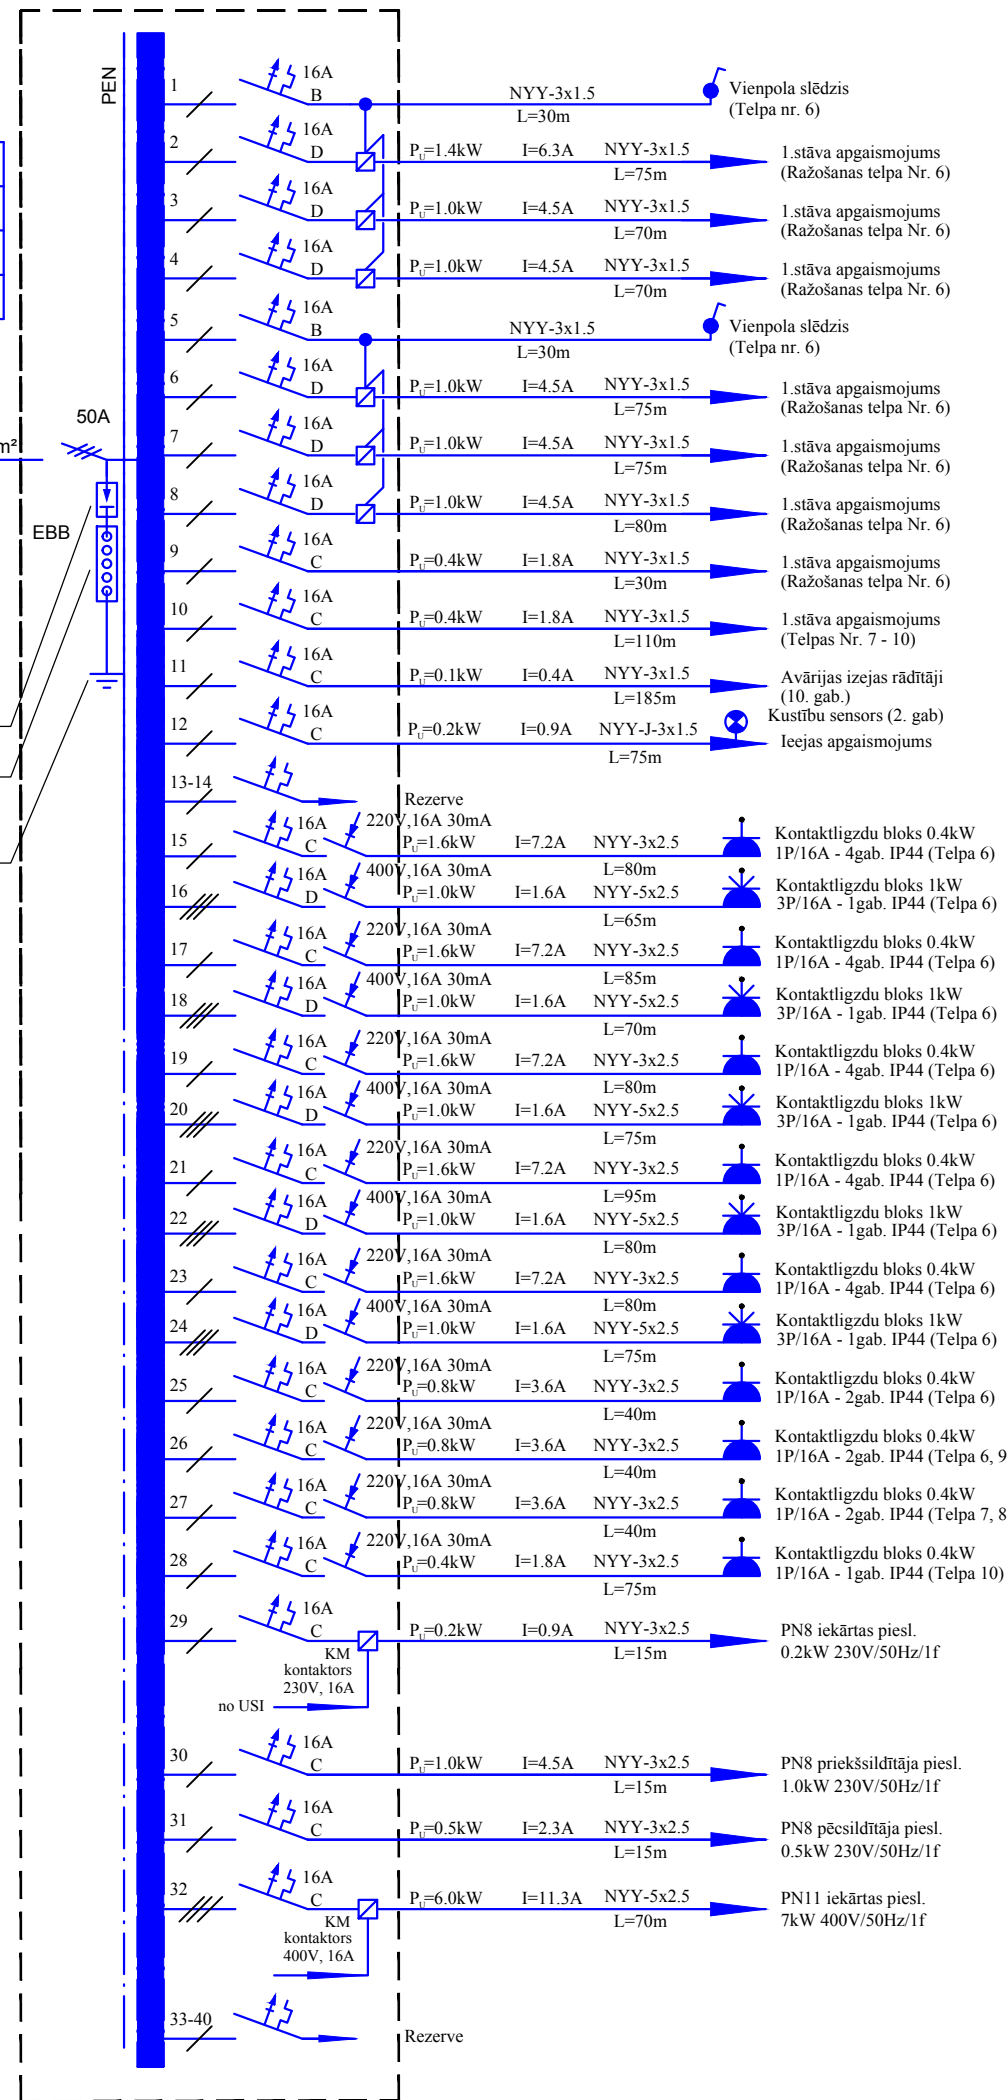 PEN
50A
m²
EBB
1
16A
B
NYY-3x1.5
L=30m
Vienpola slēdzis
(Telpa nr. 6)
2
16A
D
PU=1.4kW I=6.3A NYY-3x1.5
L=75m
1.stāva apgaismojums
(Ražošanas telpa Nr. 6)
3
16A
D
PU=1.0kW I=4.5A NYY-3x1.5
L=70m
1.stāva apgaismojums
(Ražošanas telpa Nr. 6)
4
16A
D
PU=1.0kW I=4.5A NYY-3x1.5
L=70m
1.stāva apgaismojums
(Ražošanas telpa Nr. 6)
5
16A
B
NYY-3x1.5
L=30m
Vienpola slēdzis
(Telpa nr. 6)
6
16A
D
PU=1.0kW I=4.5A NYY-3x1.5
L=75m
1.stāva apgaismojums
(Ražošanas telpa Nr. 6)
7
16A
D
PU=1.0kW I=4.5A NYY-3x1.5
L=75m
1.stāva apgaismojums
(Ražošanas telpa Nr. 6)
8
16A
D
PU=1.0kW I=4.5A NYY-3x1.5
L=80m
1.stāva apgaismojums
(Ražošanas telpa Nr. 6)
9
16A
C
PU=0.4kW I=1.8A NYY-3x1.5
L=30m
1.stāva apgaismojums
(Ražošanas telpa Nr. 6)
10
16A
C
PU=0.4kW I=1.8A NYY-3x1.5
L=110m
1.stāva apgaismojums
(Telpas Nr. 7 - 10)
11
16A
C
PU=0.1kW I=0.4A NYY-3x1.5
L=185m
Avārijas izejas rādītāji
(10. gab.)
12
16A
C
PU=0.2kW I=0.9A NYY-J-3x1.5
L=75m
Kustību sensors (2. gab)
Ieejas apgaismojums
13-14
Rezerve
15
16A
C
220V,16A 30mA
PU=1.6kW I=7.2A NYY-3x2.5
L=80m
Kontaktligzdu bloks 0.4kW
1P/16A - 4gab. IP44 (Telpa 6)
16
16A
D
400V,16A 30mA
PU=1.0kW I=1.6A NYY-5x2.5
L=65m
Kontaktligzdu bloks 1kW
3P/16A - 1gab. IP44 (Telpa 6)
17
16A
C
220V,16A 30mA
PU=1.6kW I=7.2A NYY-3x2.5
L=85m
Kontaktligzdu bloks 0.4kW
1P/16A - 4gab. IP44 (Telpa 6)
18
16A
D
400V,16A 30mA
PU=1.0kW I=1.6A NYY-5x2.5
L=70m
Kontaktligzdu bloks 1kW
3P/16A - 1gab. IP44 (Telpa 6)
19
16A
C
220V,16A 30mA
PU=1.6kW I=7.2A NYY-3x2.5
L=80m
Kontaktligzdu bloks 0.4kW
1P/16A - 4gab. IP44 (Telpa 6)
20
16A
D
400V,16A 30mA
PU=1.0kW I=1.6A NYY-5x2.5
L=75m
Kontaktligzdu bloks 1kW
3P/16A - 1gab. IP44 (Telpa 6)
21
16A
C
220V,16A 30mA
PU=1.6kW I=7.2A NYY-3x2.5
L=95m
Kontaktligzdu bloks 0.4kW
1P/16A - 4gab. IP44 (Telpa 6)
22
16A
D
400V,16A 30mA
PU=1.0kW I=1.6A NYY-5x2.5
L=80m
Kontaktligzdu bloks 1kW
3P/16A - 1gab. IP44 (Telpa 6)
23
16A
C
220V,16A 30mA
PU=1.6kW I=7.2A NYY-3x2.5
L=80m
Kontaktligzdu bloks 0.4kW
1P/16A - 4gab. IP44 (Telpa 6)
24
16A
D
400V,16A 30mA
PU=1.0kW I=1.6A NYY-5x2.5
L=75m
Kontaktligzdu bloks 1kW
3P/16A - 1gab. IP44 (Telpa 6)
25
16A
C
220V,16A 30mA
PU=0.8kW I=3.6A NYY-3x2.5
L=40m
Kontaktligzdu bloks 0.4kW
1P/16A - 2gab. IP44 (Telpa 6)
26
16A
C
220V,16A 30mA
PU=0.8kW I=3.6A NYY-3x2.5
L=40m
Kontaktligzdu bloks 0.4kW
1P/16A - 2gab. IP44 (Telpa 6, 9
27
16A
C
220V,16A 30mA
PU=0.8kW I=3.6A NYY-3x2.5
L=40m
Kontaktligzdu bloks 0.4kW
1P/16A - 2gab. IP44 (Telpa 7, 8
28
16A
C
220V,16A 30mA
PU=0.4kW I=1.8A NYY-3x2.5
L=75m
Kontaktligzdu bloks 0.4kW
1P/16A - 1gab. IP44 (Telpa 10)
29
16A
C
PU=0.2kW I=0.9A NYY-3x2.5
L=15m
PN8 iekārtas piesl.
0.2kW 230V/50Hz/1f
KM
kontaktors
230V, 16A
no USI
30
16A
C
PU=1.0kW I=4.5A NYY-3x2.5
L=15m
PN8 priekšsildītāja piesl.
1.0kW 230V/50Hz/1f
31
16A
C
PU=0.5kW I=2.3A NYY-3x2.5
L=15m
PN8 pēcsildītāja piesl.
0.5kW 230V/50Hz/1f
32
16A
C
PU=6.0kW I=11.3A NYY-5x2.5
L=70m
PN11 iekārtas piesl.
7kW 400V/50Hz/1f
KM
kontaktors
400V, 16A
33-40
Rezerve